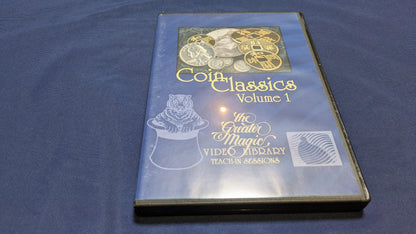 Coin
Classics
Volume 1
the
Greater
Magic
VIDEO LIBRARY
TEACH-IN SESSIONS